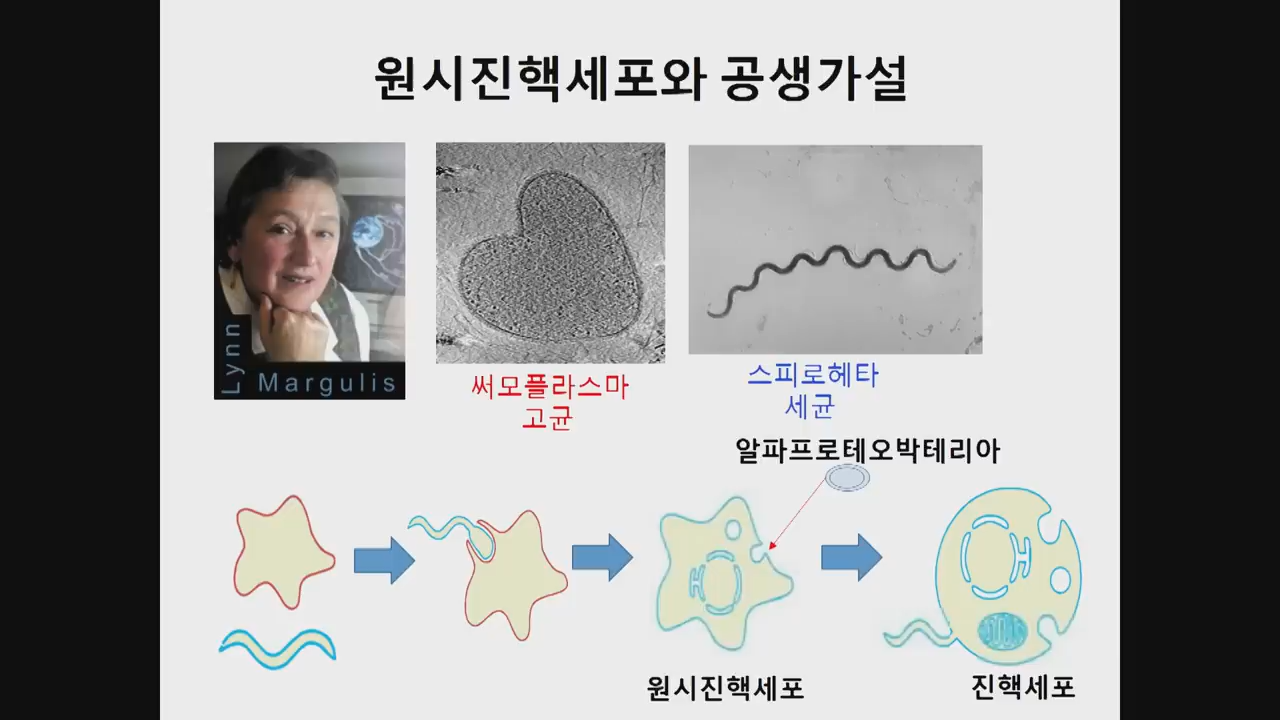 원시진핵세포와 공생가설
Lynn
Margulis
써모플라스마
고균
스피로헤타
세균
알파프로테오박테리아
원시진핵세포
진핵세포